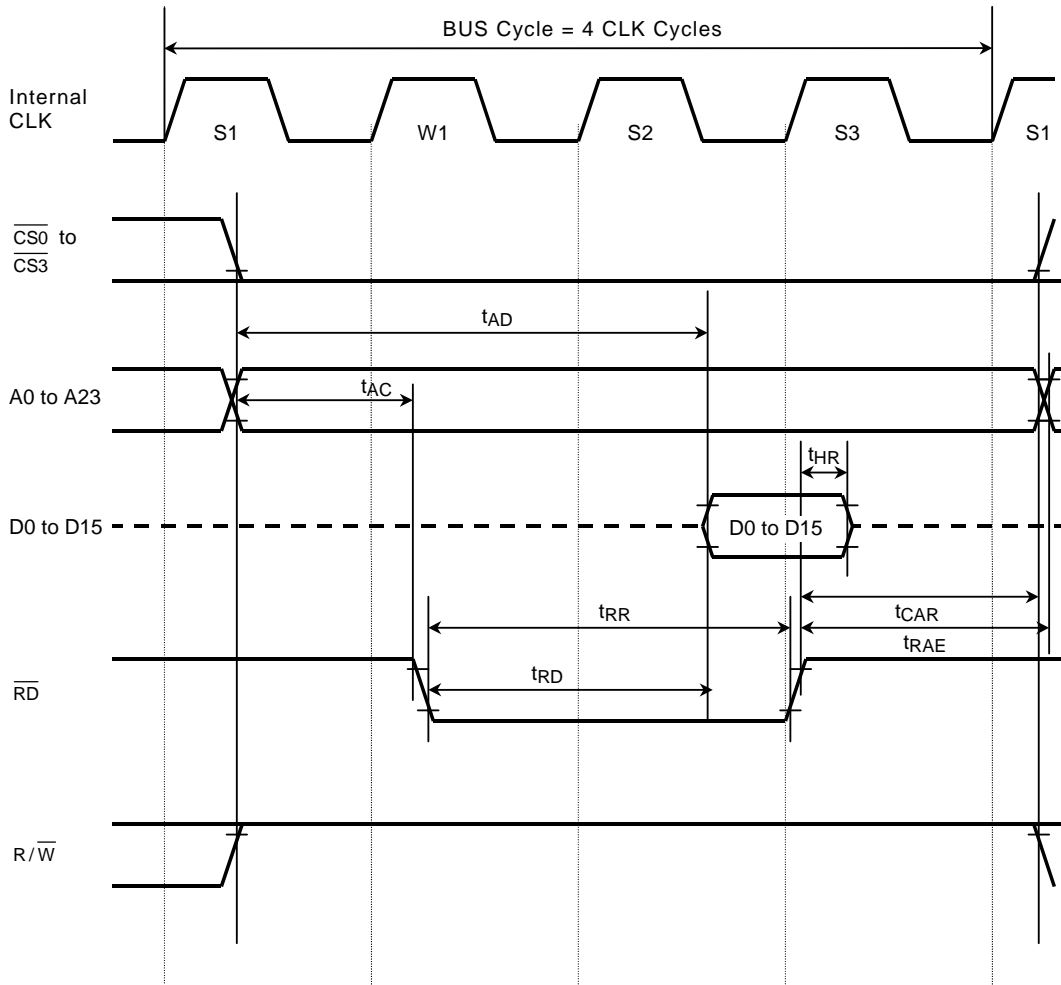 BUS Cycle = 4 CLK Cycles
Internal
CLK
S1
W1
S2
S3
S1
CS0 to
CS3
tAD
A0 to A23
tAC
tHR
D0 to D15
D0 to D15
tRR
tCAR
tRAE
RD
tRD
R/W